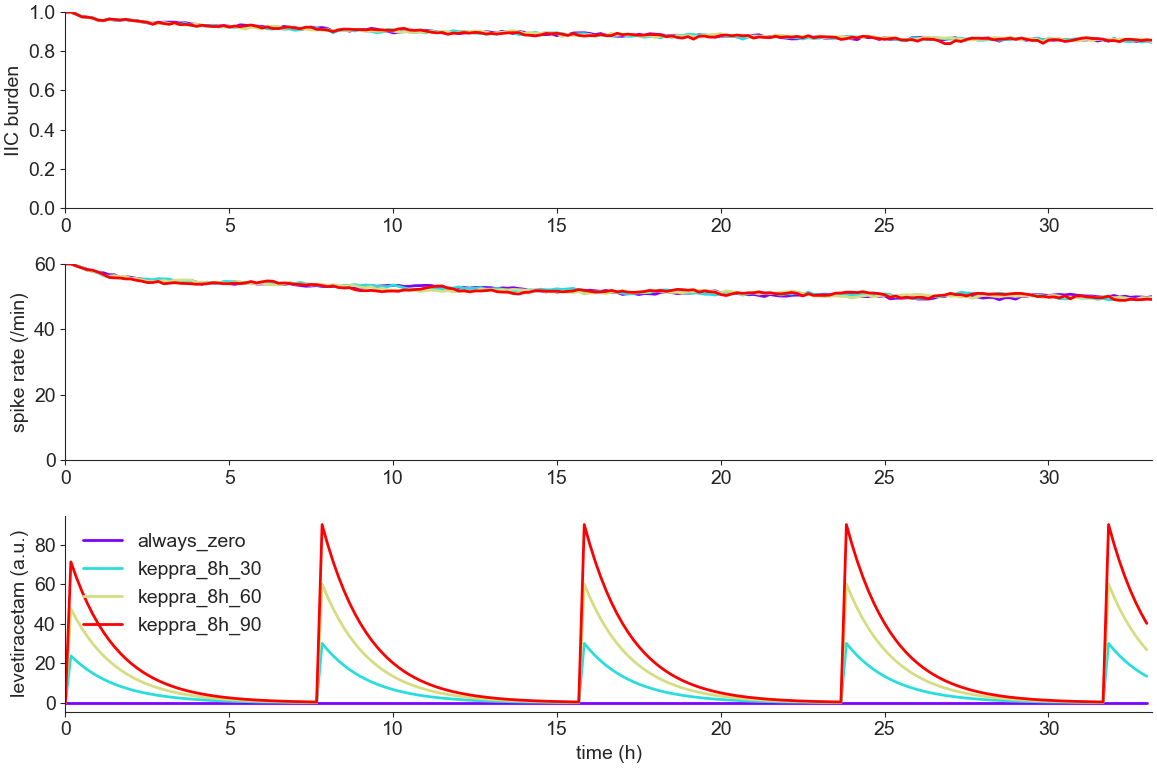 IIC burden
1.0
0.8
0.6
0.4
0.2
0.0
0 5 10 15 20 25 30
spike rate (/min)
60
40
20
0
0 5 10 15 20 25 30
levetiracetam (a.u.)
80
60
40
20
0
always_zero
keppra_8h_30
keppra_8h_60
keppra_8h_90
0 5 10 15 20 25 30
time (h)